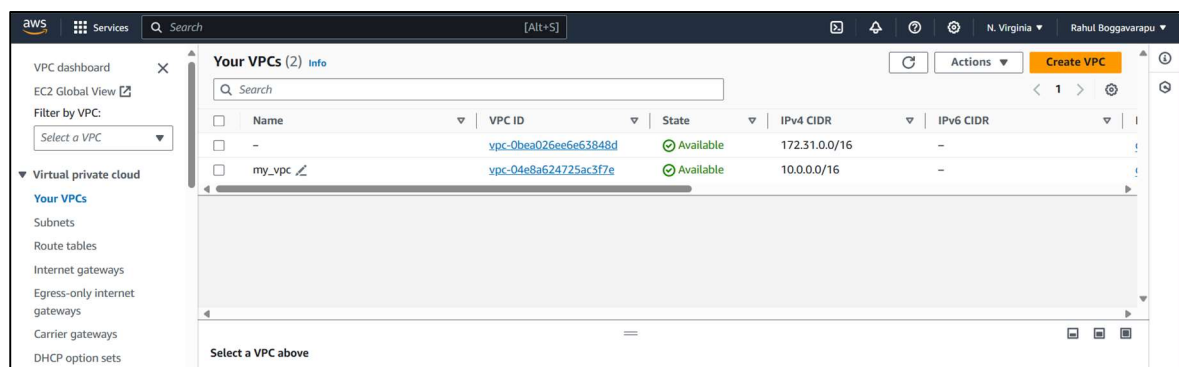 aws Services Search [Alt+S] N. Virginia Rahul Boggavarapu
VPC dashboard
EC2 Global View
Filter by VPC:
Select a VPC
Virtual private cloud
Your VPCs
Subnets
Route tables
Internet gateways
Egress-only internet
gateways
Carrier gateways
DHCP option sets
Your VPCs (2) Info Actions Create VPC
Search 1
Name VPC ID State IPv4 CIDR IPv6 CIDR
– vpc-0bea026ee6e63848d Available 172.31.0.0/16 –
my_vpc vpc-04e8a624725ac3f7e Available 10.0.0.0/16 –
Select a VPC above